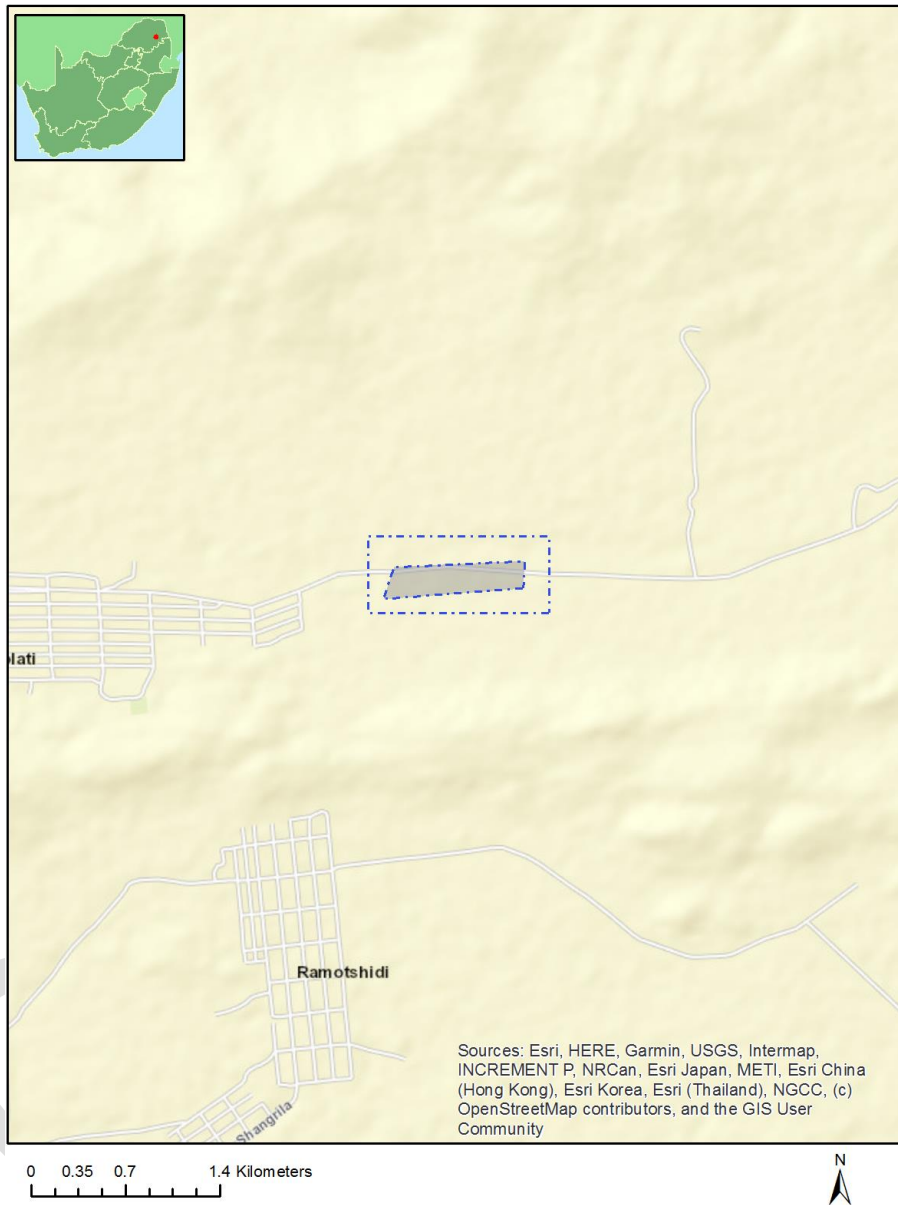 lati
Ramotshidi
Shangrila
Sources: Esri, HERE, Garmin, USGS, Intermap,
INCREMENT P, NRCan, Esri Japan, METI, Esri China
(Hong Kong), Esri Korea, Esri (Thailand), NGCC, (c)
OpenStreetMap contributors, and the GIS User
Community
0 0.35 0.7 1.4 Kilometers
N